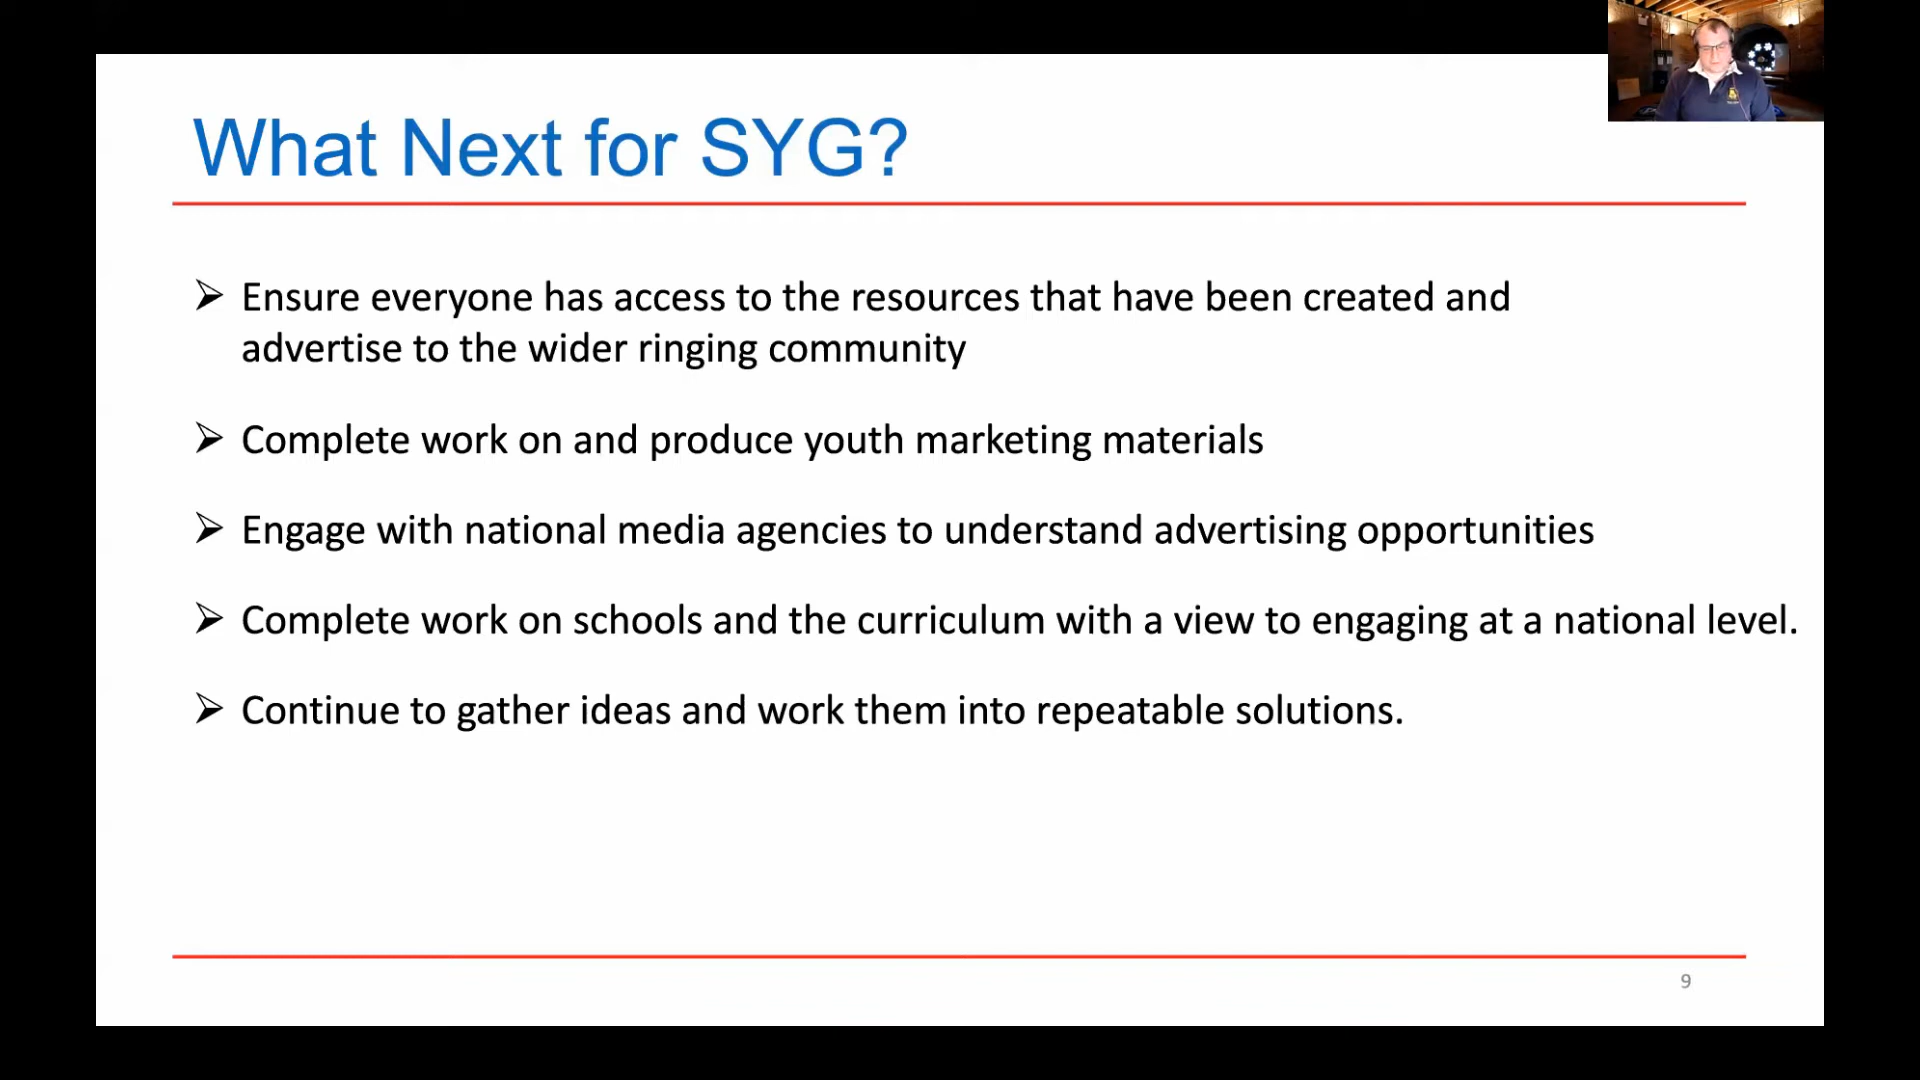 What Next for SYG?
➢ Ensure everyone has access to the resources that have been created and
advertise to the wider ringing community
➢ Complete work on and produce youth marketing materials
➢ Engage with national media agencies to understand advertising opportunities
➢ Complete work on schools and the curriculum with a view to engaging at a national level.
➢ Continue to gather ideas and work them into repeatable solutions.
9